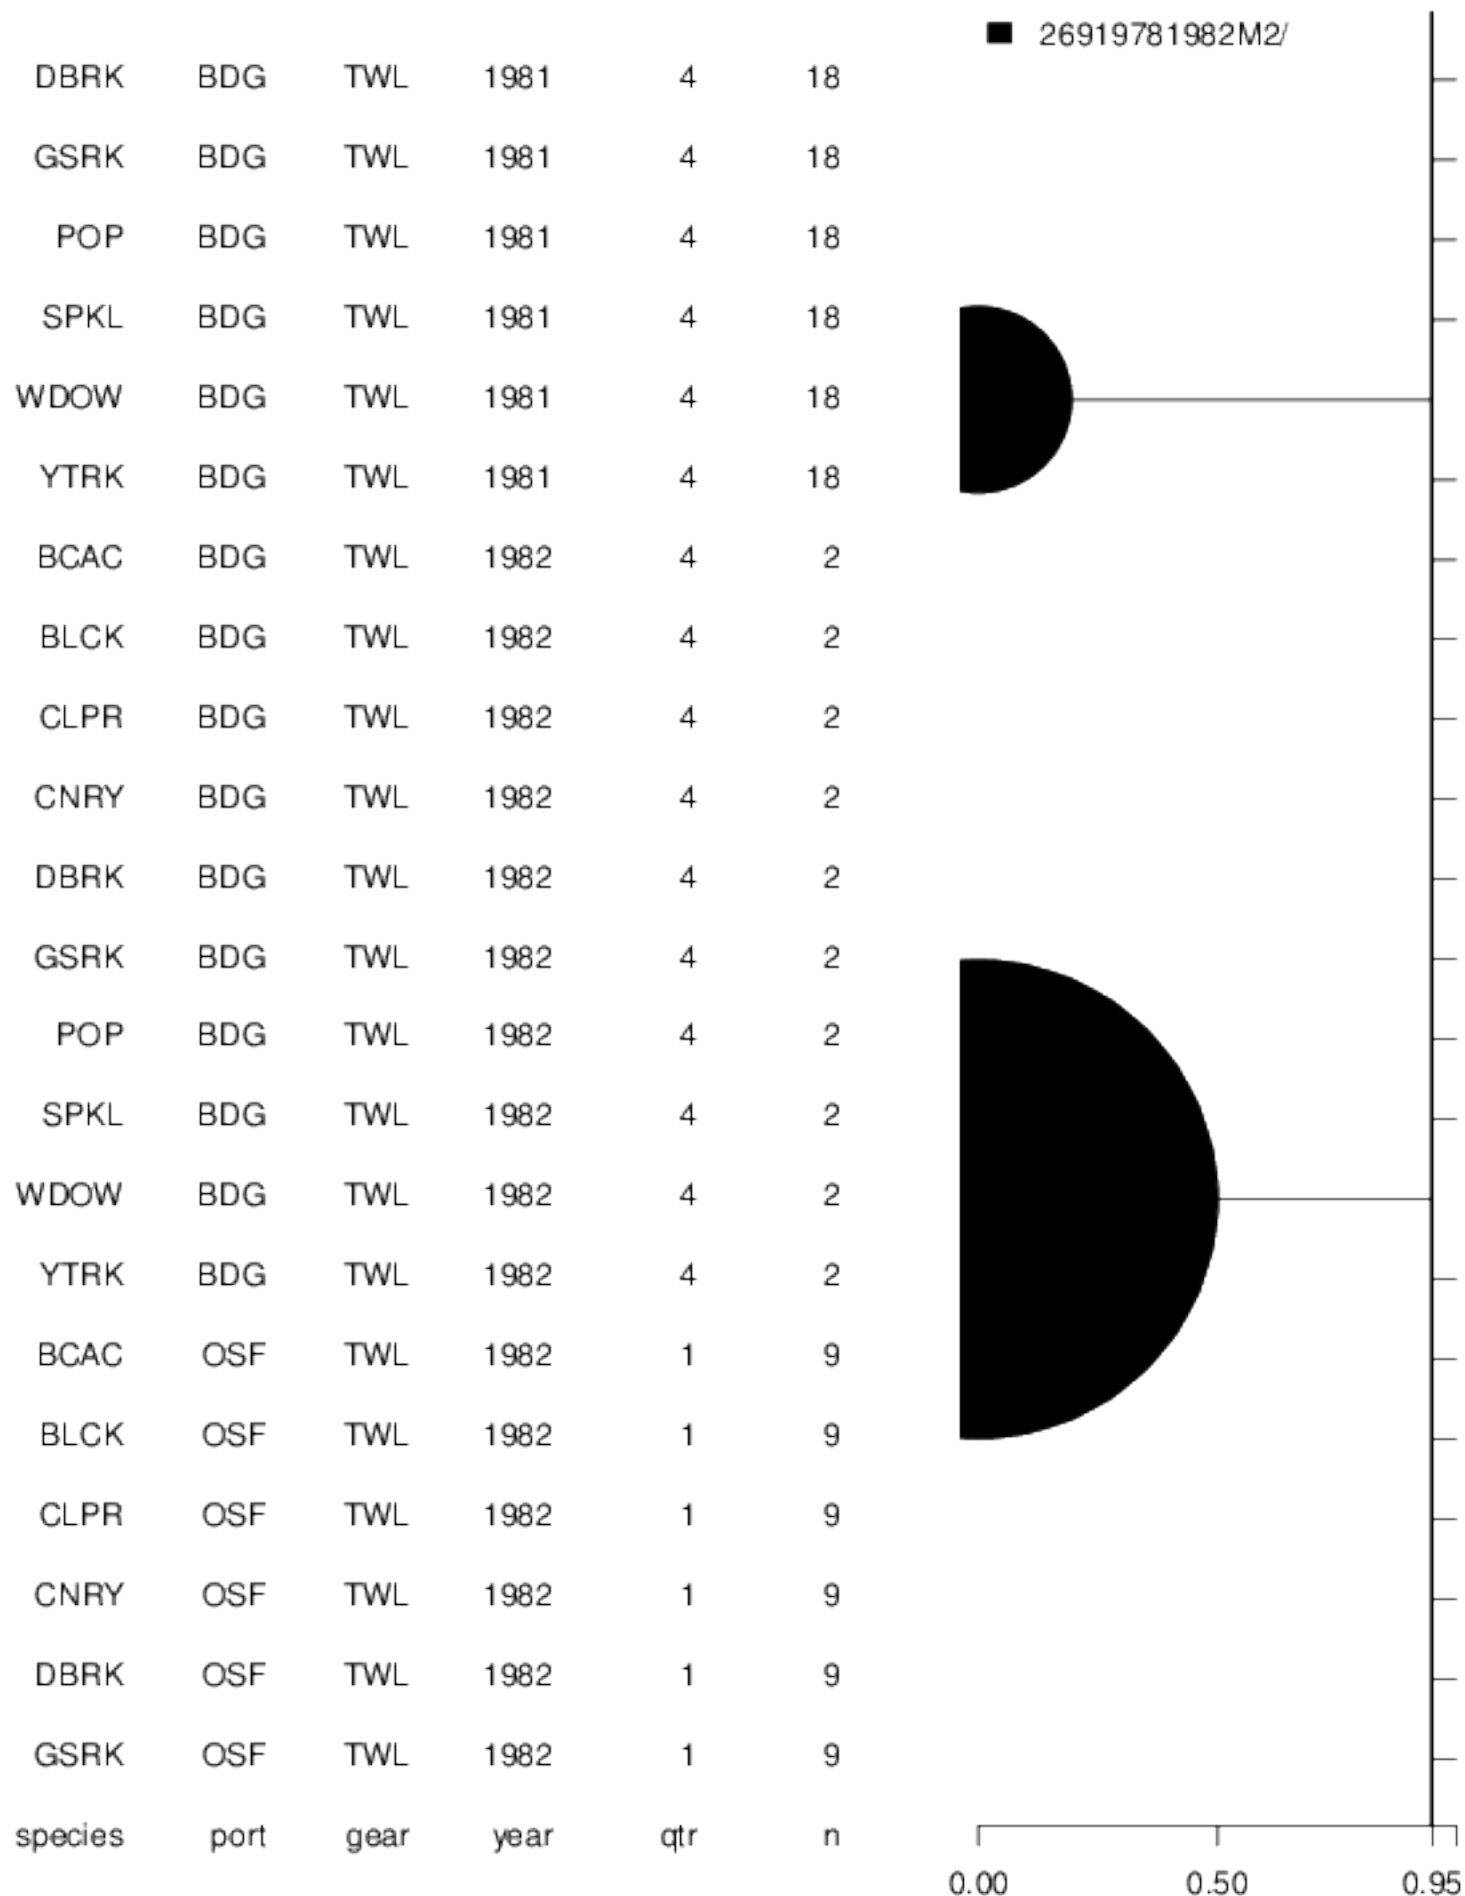 26919781982M2/
DBRK BDG TWL 1981 4 18
GSRK BDG TWL 1981 4 18
POP BDG TWL 1981 4 18
SPKL BDG TWL 1981 4 18
WDOW BDG TWL 1981 4 18
YTRK BDG TWL 1981 4 18
BCAC BDG TWL 1982 4 2
BLCK BDG TWL 1982 4 2
CLPR BDG TWL 1982 4 2
CNRY BDG TWL 1982 4 2
DBRK BDG TWL 1982 4 2
GSRK BDG TWL 1982 4 2
POP BDG TWL 1982 4 2
SPKL BDG TWL 1982 4 2
WDOW BDG TWL 1982 4 2
YTRK BDG TWL 1982 4 2
BCAC OSF TWL 1982 1 9
BLCK OSF TWL 1982 1 9
CLPR OSF TWL 1982 1 9
CNRY OSF TWL 1982 1 9
DBRK OSF TWL 1982 1 9
GSRK OSF TWL 1982 1 9
species port gear year qtr n
0.00 0.50 0.95